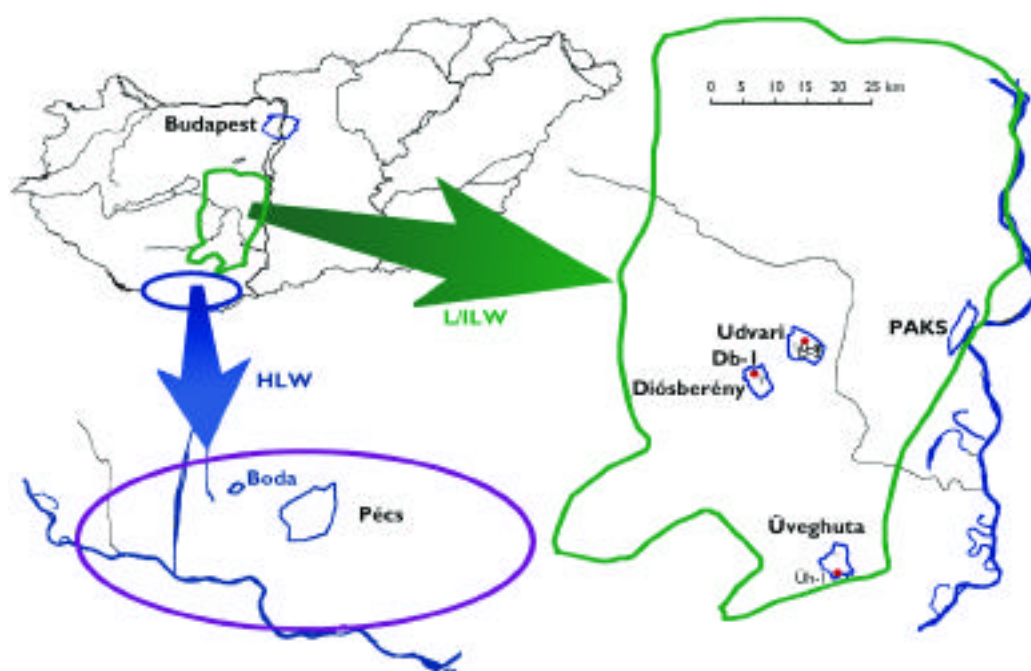 Budapest
0 5 10 15 20 25 km
L/ILW
HLW
Udvari
Db-1
Diósberény
PAKS
Boda
Pécs
Üveghuta
Üh-1